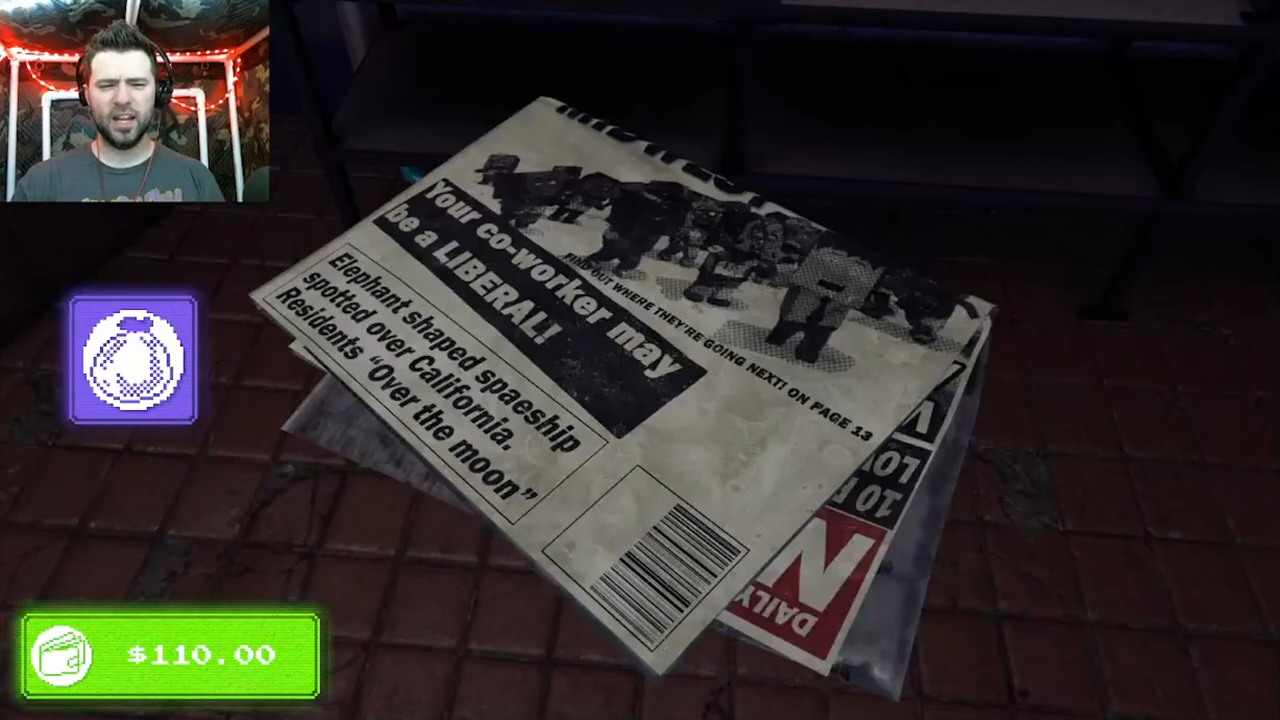 Your co-worker may
be a LIBERAL!
FIND OUT WHERE THEY'RE GOING NEXT! ON PAGE 13
Elephant shaped spaeship
spotted over California.
Residents “Over the moon”
10
DAILY
N
$110.00